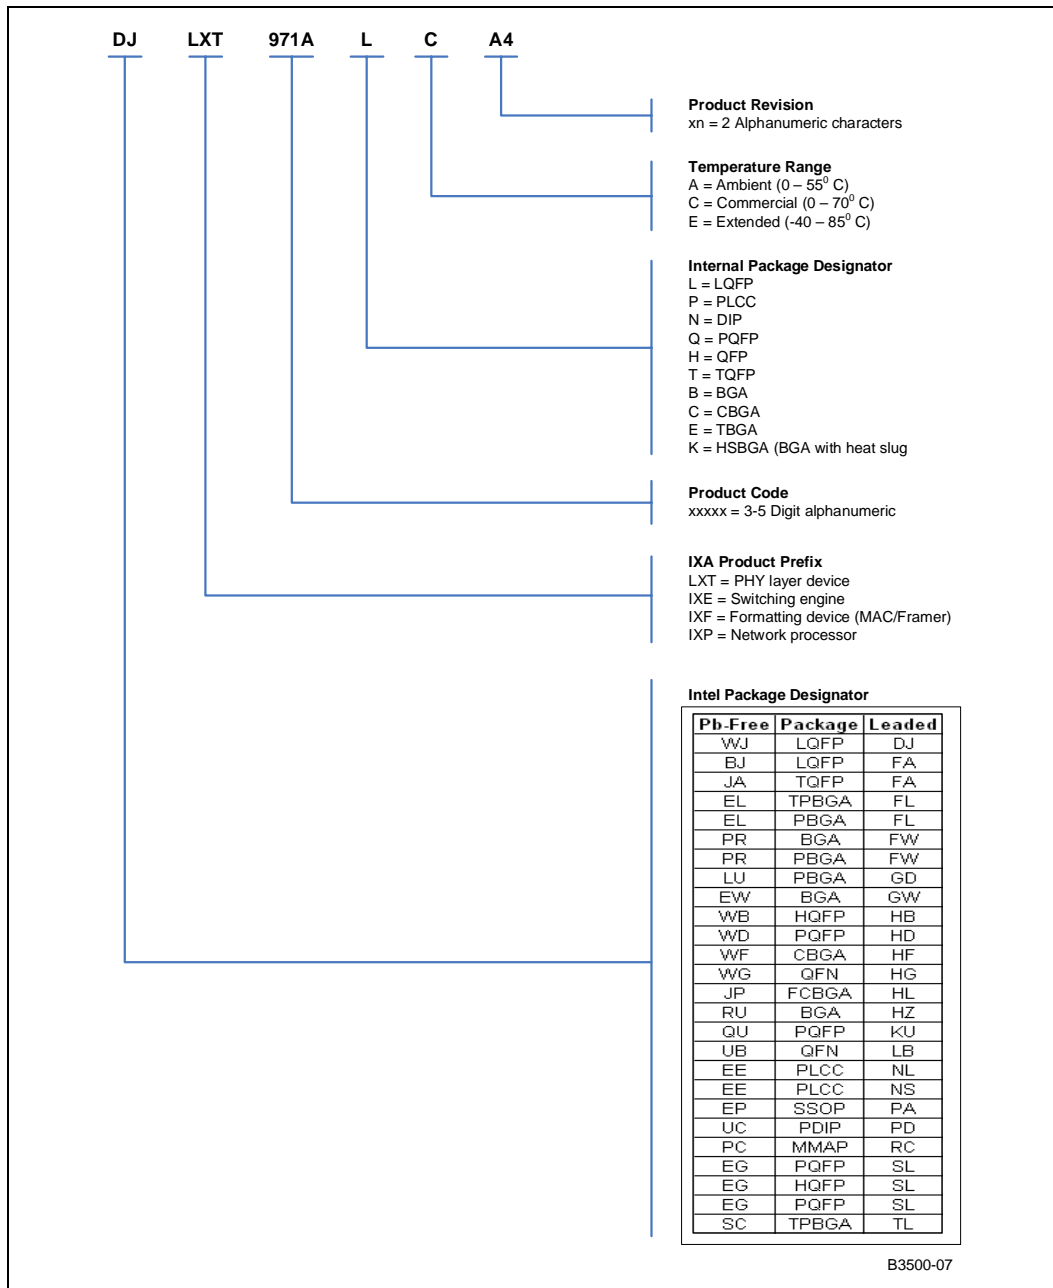 DJ LXT 971A L C A4
Product Revision
xn = 2 Alphanumeric characters
Temperature Range
A = Ambient (0 – 55⁰ C)
C = Commercial (0 – 70⁰ C)
E = Extended (-40 – 85⁰ C)
Internal Package Designator
L = LQFP
P = PLCC
N = DIP
Q = PQFP
H = QFP
T = TQFP
B = BGA
C = CBGA
E = TBGA
K = HSBGA (BGA with heat slug
Product Code
xxxxx = 3-5 Digit alphanumeric
IXA Product Prefix
LXT = PHY layer device
IXE = Switching engine
IXF = Formatting device (MAC/Framer)
IXP = Network processor
Intel Package Designator
Pb-Free Package Leaded
WJ LQFP DJ
BJ LQFP FA
JA TQFP FA
EL TPBGA FL
EL PBGA FL
PR BGA FW
PR PBGA FW
LU PBGA GD
EW BGA GW
WB HQFP HB
WD PQFP HD
WF CBGA HF
WG QFN HG
JP FCBGA HL
RU BGA HZ
QU PQFP KU
UB QFN LB
EE PLCC NL
EE PLCC NS
EP SSOP PA
UC PDIP PD
PC MMAP RC
EG PQFP SL
EG HQFP SL
EG PQFP SL
SC TPBGA TL
B3500-07